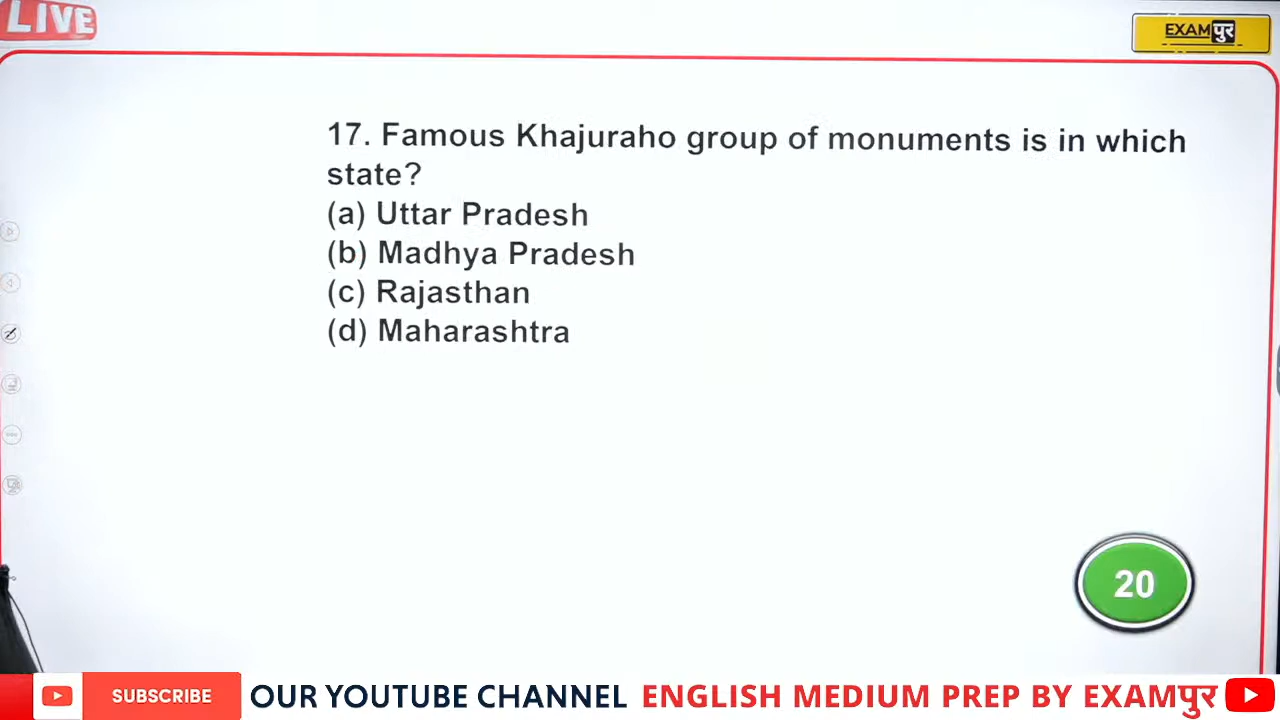 LIVE
EXAMपुर
17. Famous Khajuraho group of monuments is in which
state?
(a) Uttar Pradesh
(b) Madhya Pradesh
(c) Rajasthan
(d) Maharashtra
20
SUBSCRIBE OUR YOUTUBE CHANNEL ENGLISH MEDIUM PREP BY EXAMपुर